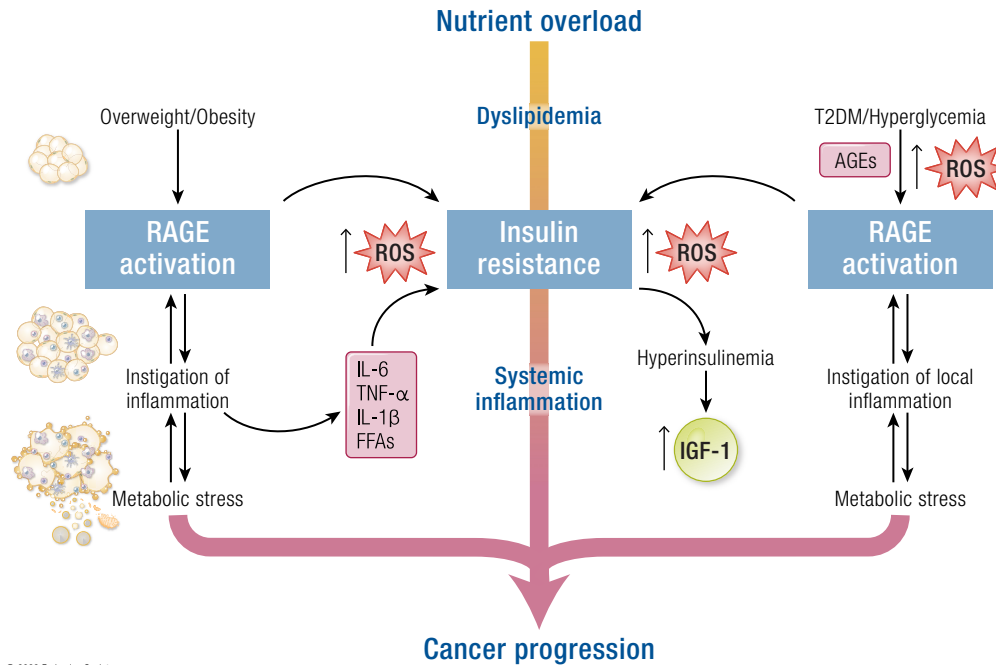 Nutrient overload
Overweight/Obesity
Dyslipidemia
T2DM/Hyperglycemia
AGEs
ROS
RAGE
activation
ROS
Insulin
resistance
ROS
RAGE
activation
Instigation of
inflammation
IL-6
TNF-α
IL-1β
FFAs
Systemic
inflammation
Hyperinsulinemia
IGF-1
Instigation of local
inflammation
Metabolic stress
Metabolic stress
Cancer progression